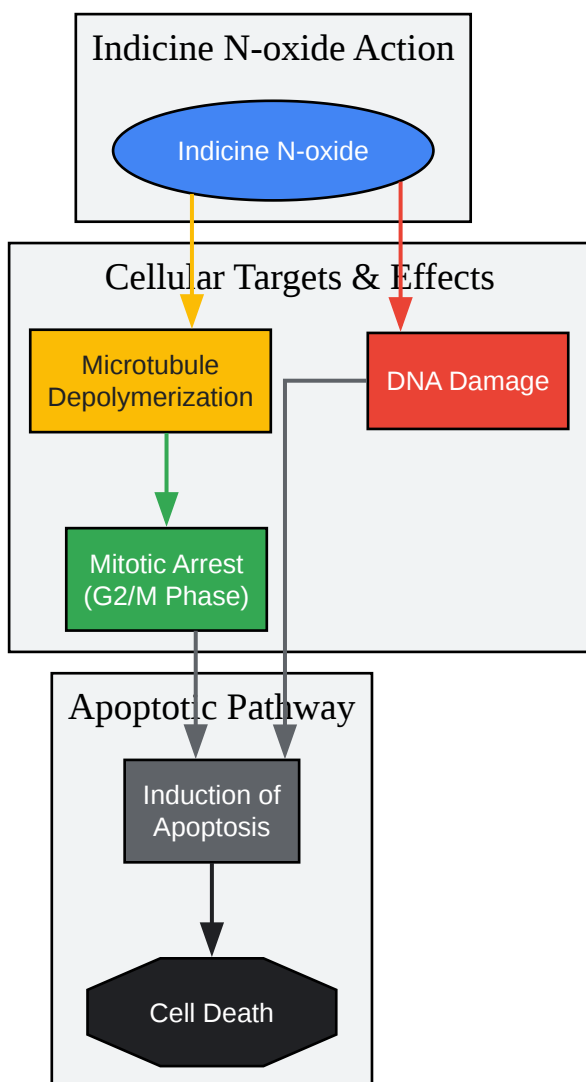 Indicine N-oxide Action
Indicine N-oxide
Cellular Targets & Effects
Microtubule
Depolymerization
DNA Damage
Mitotic Arrest
(G2/M Phase)
Apoptotic Pathway
Induction of
Apoptosis
Cell Death